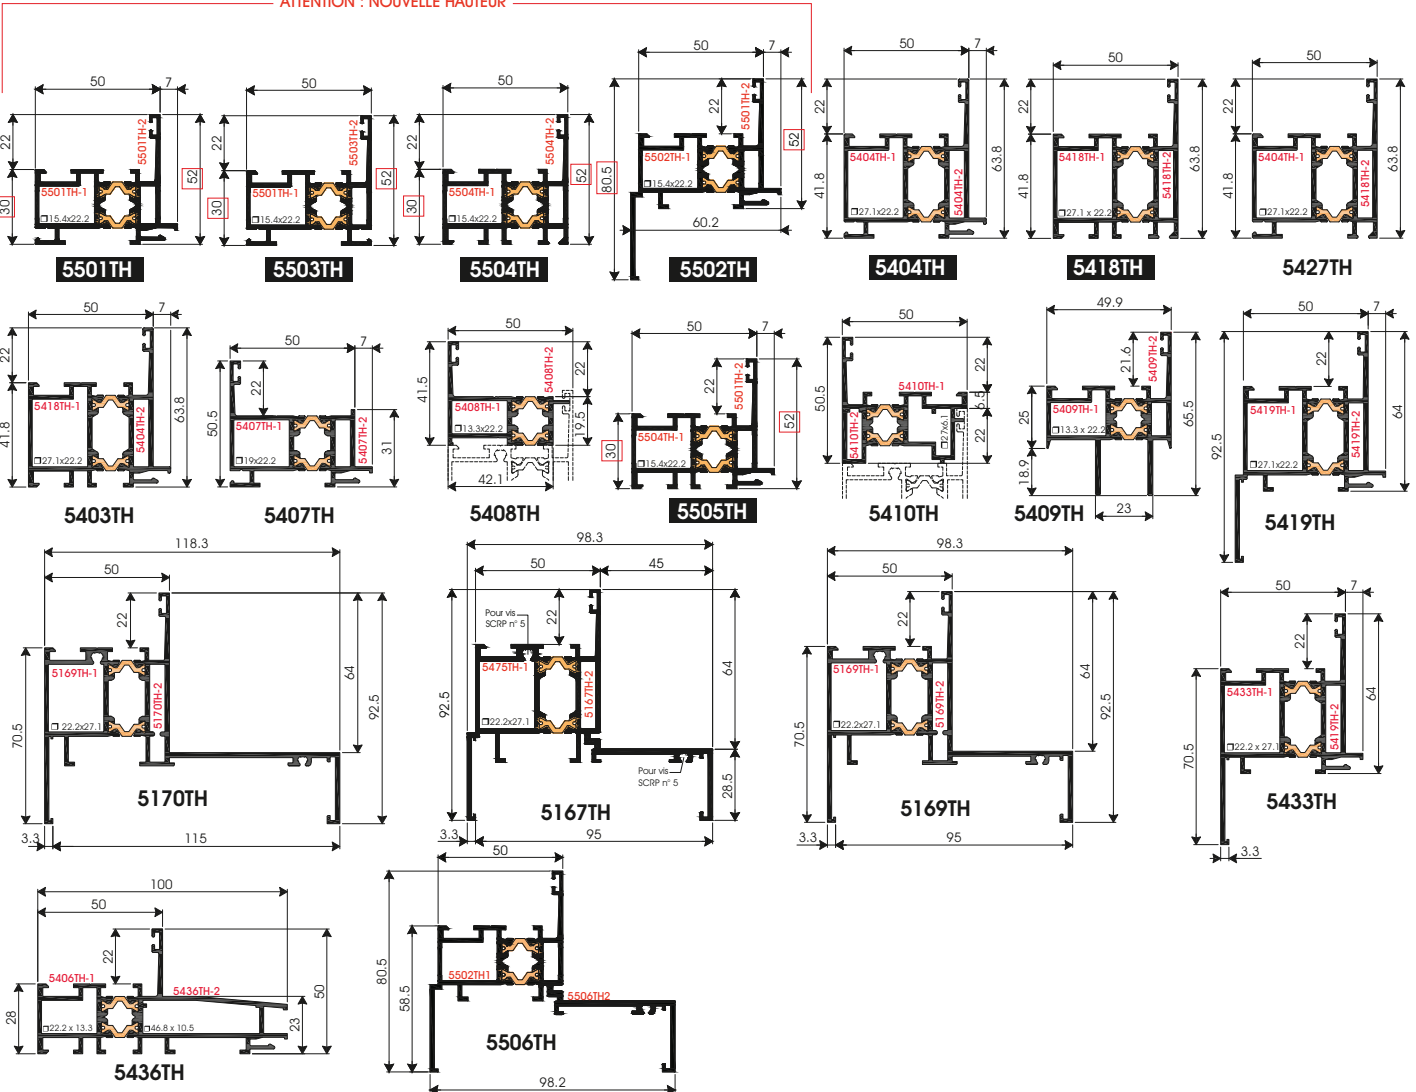 ATTENTION : NOUVELLE HAUTEUR
50
7
22
30
52
5501TH-1
5501TH-2
15.4x22.2
5501TH
50
22
30
52
5501TH-1
5503TH-2
15.4x22.2
5503TH
50
22
30
52
5504TH-1
5504TH-2
15.4x22.2
5504TH
50
7
22
80.5
52
5502TH-1
5501TH-2
15.4x22.2
60.2
5502TH
50
7
22
41.8
63.8
5404TH-1
5404TH-2
27.1x22.2
5404TH
50
22
41.8
63.8
5418TH-1
5418TH-2
27.1 x 22.2
5418TH
50
22
41.8
63.8
5404TH-1
5418TH-2
27.1x22.2
5427TH
50
7
22
41.8
63.8
5418TH-1
5404TH-2
27.1x22.2
5403TH
50
7
22
50.5
31
5407TH-1
5407TH-2
19x22.2
5407TH
50
41.5
22
19.5
5408TH-1
5408TH-2
13.3x22.2
42.1
5408TH
50
7
22
30
52
5504TH-1
5501TH-2
15.4x22.2
5505TH
50
50.5
22
6.5
22
5410TH-1
5410TH-2
27x6.1
5410TH
49.9
21.6
25
18.9
65.5
5409TH-1
5409TH-2
13.3 x 22.2
23
5409TH
50
7
22
92.5
64
5419TH-1
5419TH-2
27.1x22.2
5419TH
118.3
50
22
70.5
64
92.5
5169TH-1
5170TH-2
22.2x27.1
5170TH
3.3
115
98.3
50
45
22
92.5
64
28.5
Pour vis
SCRP n° 5
5475TH-1
5167TH-2
22.2x27.1
Pour vis
SCRP n° 5
5167TH
3.3
95
98.3
50
22
70.5
64
92.5
5169TH-1
5169TH-2
22.2x27.1
5169TH
3.3
95
50
7
22
70.5
64
5433TH-1
5419TH-2
22.2 x 27.1
5433TH
3.3
100
50
22
28
50
23
5406TH-1
5436TH-2
22.2 x 13.3
46.8 x 10.5
5436TH
50
80.5
58.5
5502TH1
5506TH2
5506TH
98.2